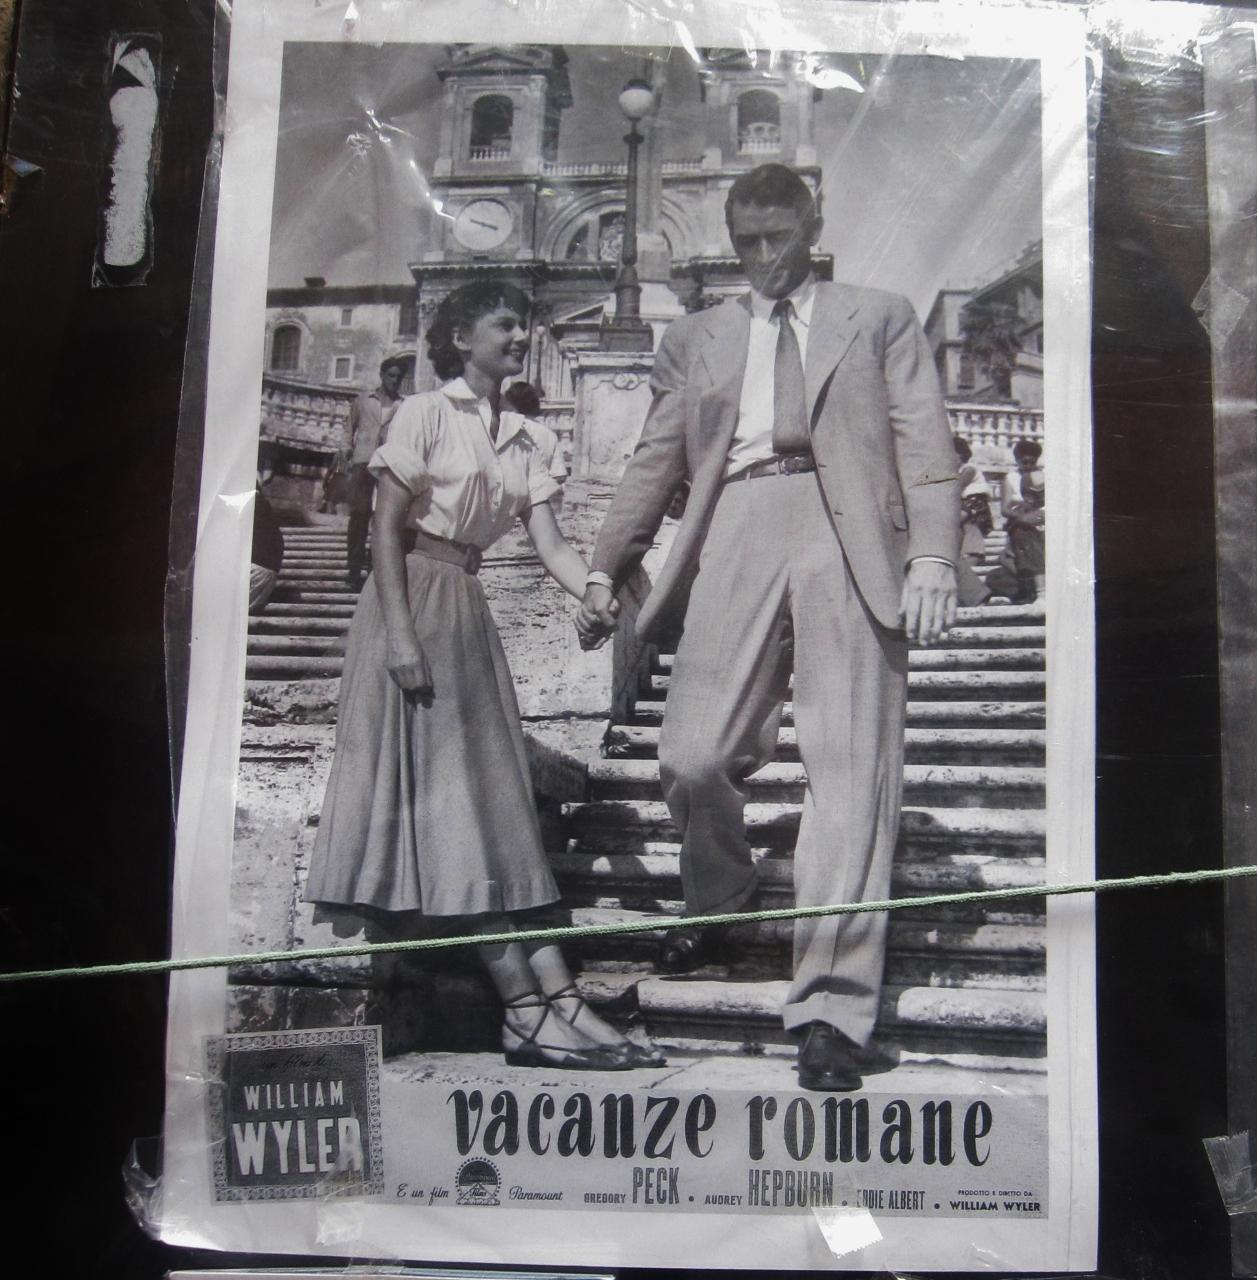 un film di
WILLIAM
WYLER
vacanze romane
È un film Paramount GREGORY PECK • AUDREY HEPBURN • EDDIE ALBERT • PRODOTTO E DIRETTO DA
WILLIAM WYLER